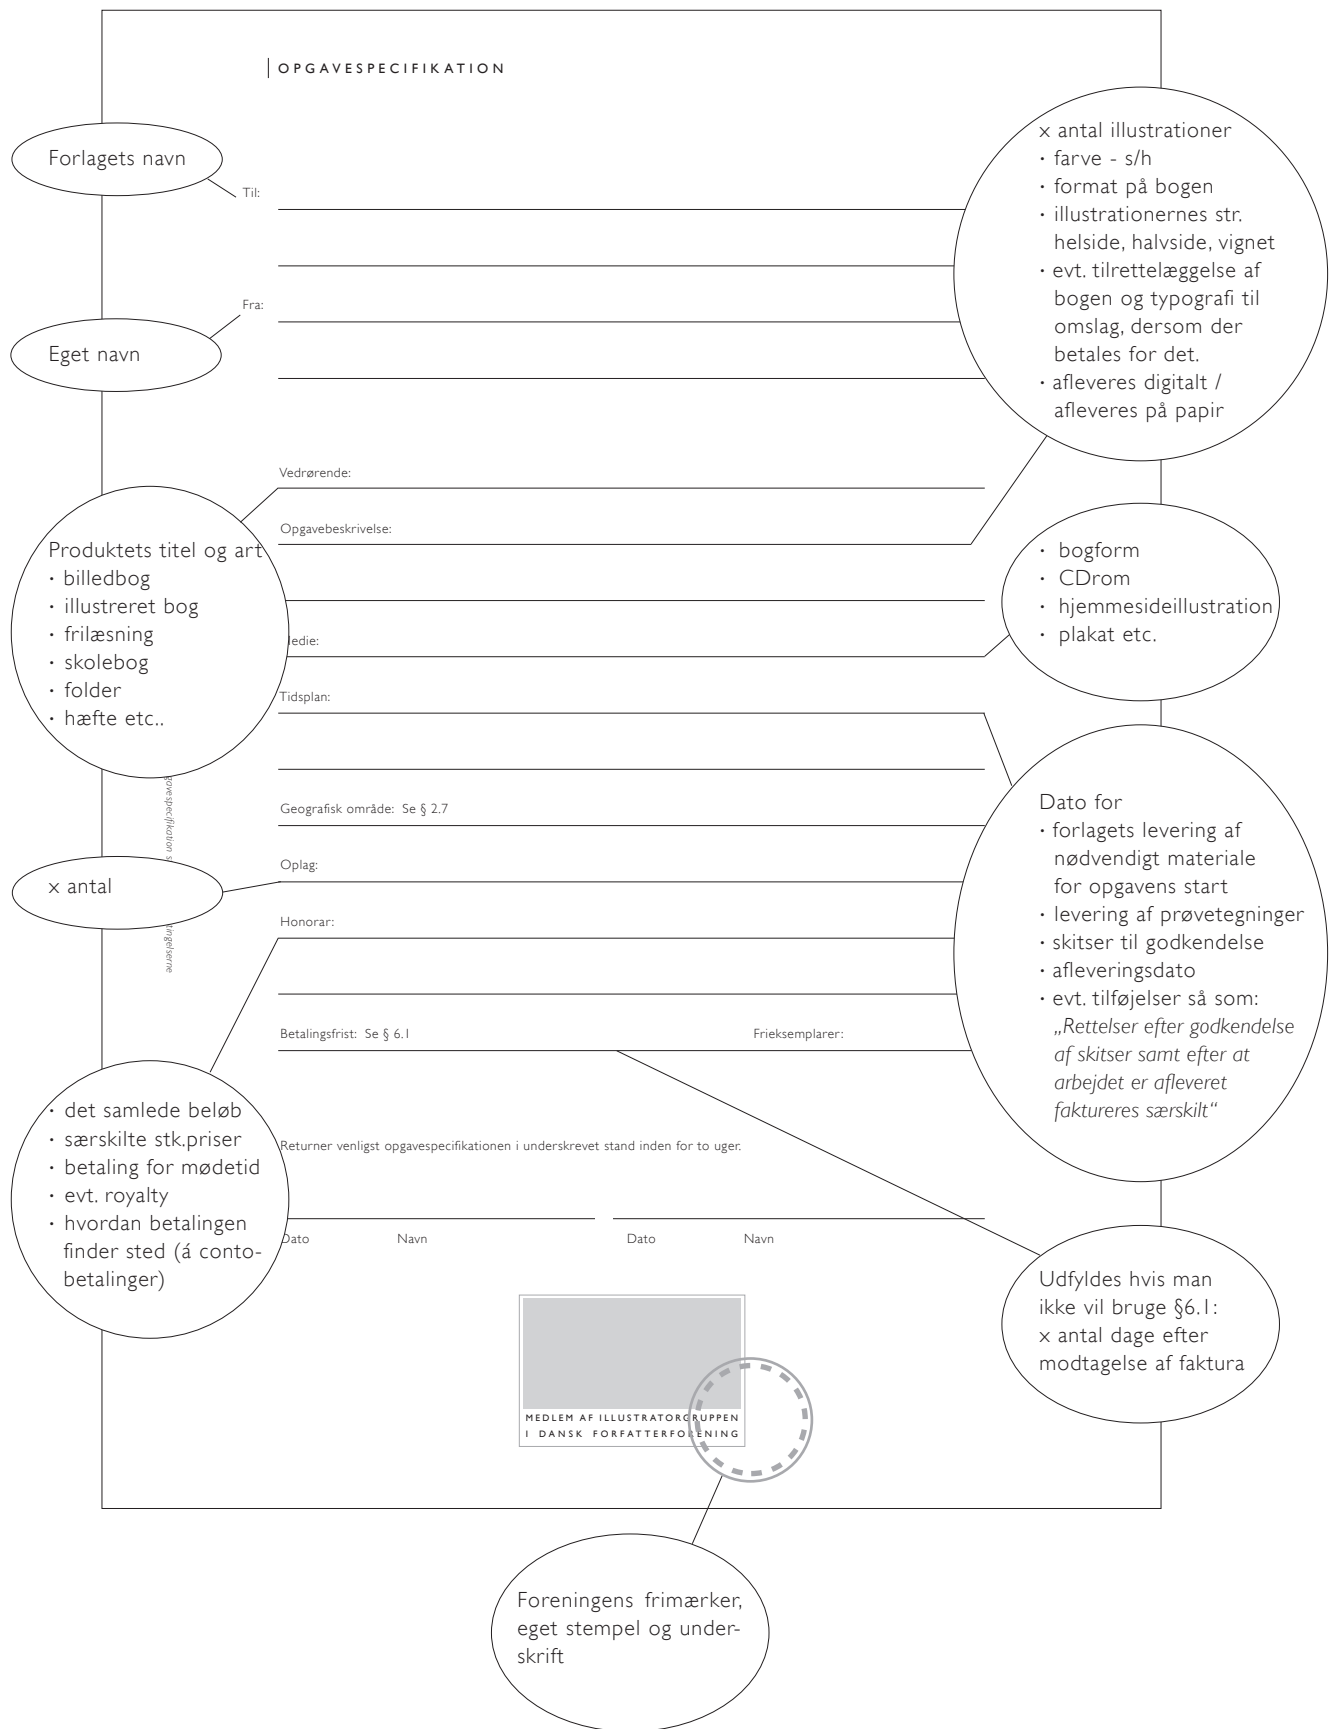 OPGAVESPECIFIKATION
Forlagets navn
Til:
Fra:
Eget navn
x antal illustrationer
· farve - s/h
· format på bogen
· illustrationernes str.
helside, halvside, vignet
· evt. tilrettelæggelse af
bogen og typografi til
omslag, dersom der
betales for det.
· afleveres digitalt /
afleveres på papir
Vedrørende:
Opgavebeskrivelse:
Produktets titel og art
· billedbog
· illustreret bog
· frilæsning
· skolebog
· folder
· hæfte etc..
· bogform
· CDrom
· hjemmesideillustration
· plakat etc.
Tidsplan:
Geografisk område: Se § 2.7
Oplag:
x antal
Honorar:
Dato for
· forlagets levering af
nødvendigt materiale
for opgavens start
· levering af prøvetegninger
· skitser til godkendelse
· afleveringsdato
· evt. tilføjelser så som:
„Rettelser efter godkendelse
af skitser samt efter at
arbejdet er afleveret
faktureres særskilt“
Betalingsfrist: Se § 6.1 Frieksemplarer:
· det samlede beløb
· særskilte stk.priser
· betaling for mødetid
· evt. royalty
· hvordan betalingen
finder sted (á conto-
betalinger)
Returner venligst opgavespecifikationen i underskrevet stand inden for to uger.
Dato Navn Dato Navn
Udfyldes hvis man
ikke vil bruge §6.1:
x antal dage efter
modtagelse af faktura
MEDLEM AF ILLUSTRATORGRUPPEN
I DANSK FORFATTERFORENING
Foreningens frimærker,
eget stempel og under-
skrift